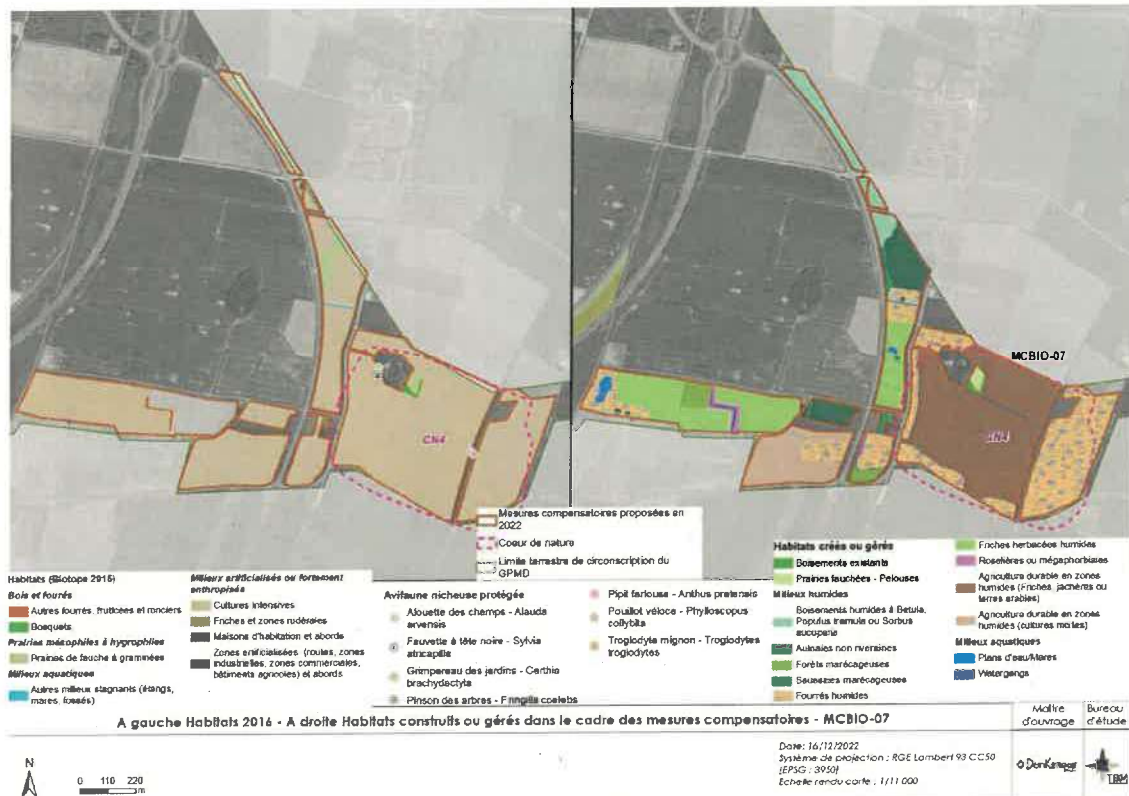 MCBIO-07
CN4
CN4
Mesures compensatoires proposées en
2022
Coeur de nature
Limite terrestre de circonscription du
GPMD
Habitats (Biotope 2016)
Bois et fourrés
Autres fourrés, fruticées et ronciers
Bosquets
Prairies mésophiles à hygrophiles
Prairies de fauche à graminées
Milieux aquatiques
Autres milieux stagnants (étangs,
mares, fossés)
Milieux artificialisés ou fortement
anthropisés
Cultures intensives
Friches et zones rudérales
Maisons d'habitation et abords
Zones artificialisées (routes, zones
industrielles, zones commerciales,
bâtiments agricoles) et abords
Avifaune nicheuse protégée
Alouette des champs - Alauda
arvensis
Fauvette à tête noire - Sylvia
atricapilla
Grimpereau des jardins - Certhia
brachydactyla
Pinson des arbres - Fringilla coelebs
Pipit farlouse - Anthus pratensis
Pouillot véloce - Phylloscopus
collybita
Troglodyte mignon - Troglodytes
troglodytes
Habitats créés ou gérés
Boisements existants
Prairies fauchées - Pelouses
Milieux humides
Boisements humides à Betula,
Populus tremula ou Sorbus
aucuparia
Aulnaies non riveraines
Forêts marécageuses
Saussaies marécageuses
Fourrés humides
Friches herbacées humides
Roselières ou mégaphorbiaies
Agriculture durable en zones
humides (Friches, jachères ou
terres arables)
Agriculture durable en zones
humides (cultures mixtes)
Milieux aquatiques
Plans d'eau/Mares
Watergangs
A gauche Habitats 2016 - A droite Habitats construits ou gérés dans le cadre des mesures compensatoires - MCBIO-07
Maître
d'ouvrage
Bureau
d'étude
N
0 110 220
m
Date: 16/12/2022
Système de projection : RGE Lambert 93 CC50
(EPSG : 3950)
Echelle rendu carte : 1/11 000
TBM